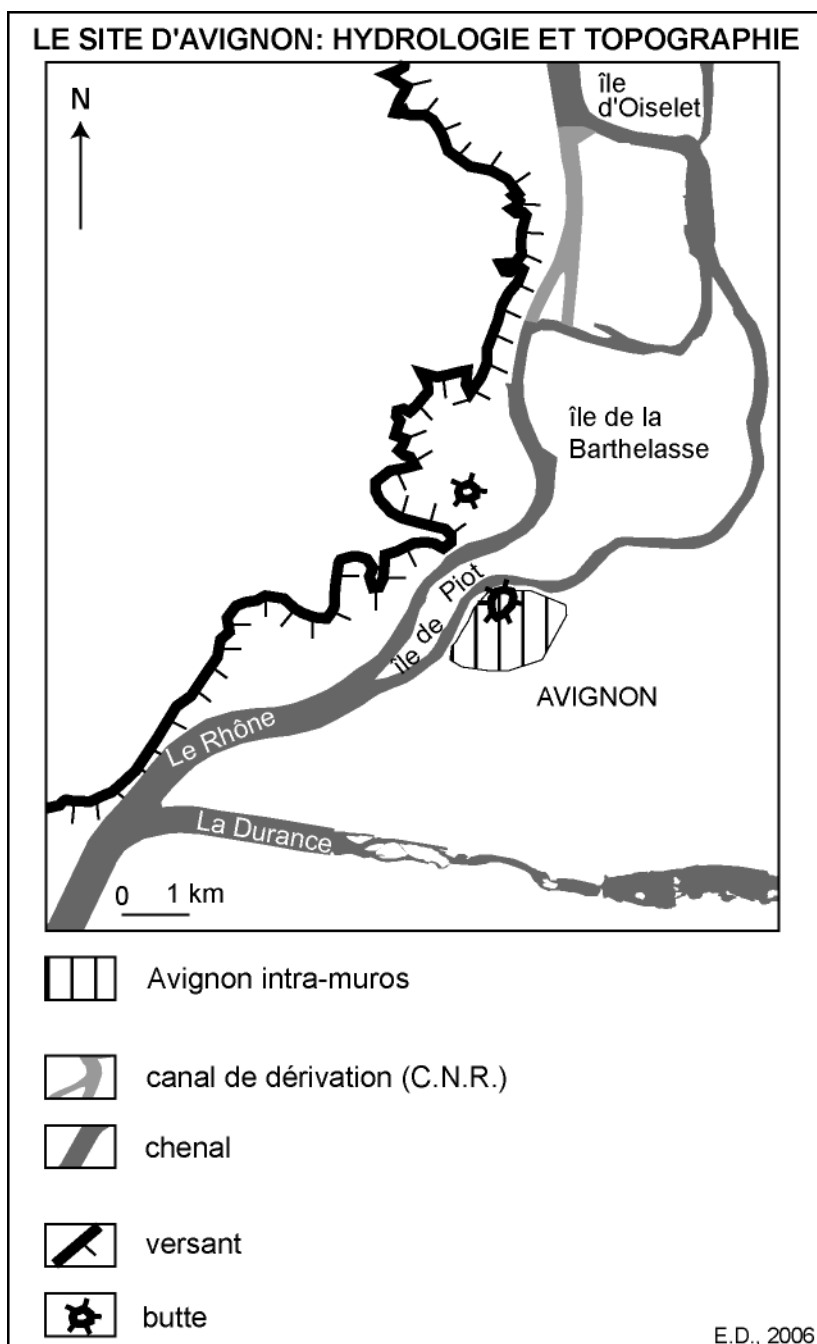 LE SITE D'AVIGNON: HYDROLOGIE ET TOPOGRAPHIE
N
île
d'Oiselet
île de la
Barthelasse
île de Piot
AVIGNON
Le Rhône
La Durance
0 1 km
Avignon intra-muros
canal de dérivation (C.N.R.)
chenal
versant
butte
E.D., 2006